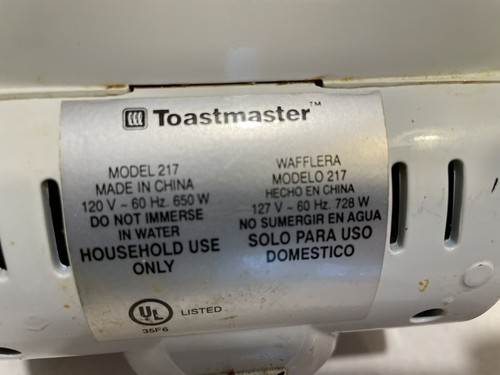 Toastmaster™
MODEL 217
MADE IN CHINA
120 V ~ 60 Hz. 650 W
DO NOT IMMERSE
IN WATER
HOUSEHOLD USE
ONLY
WAFFLERA
MODELO 217
HECHO EN CHINA
127 V ~ 60 Hz. 728 W
NO SUMERGIR EN AGUA
SOLO PARA USO
DOMESTICO
UL LISTED
35F6